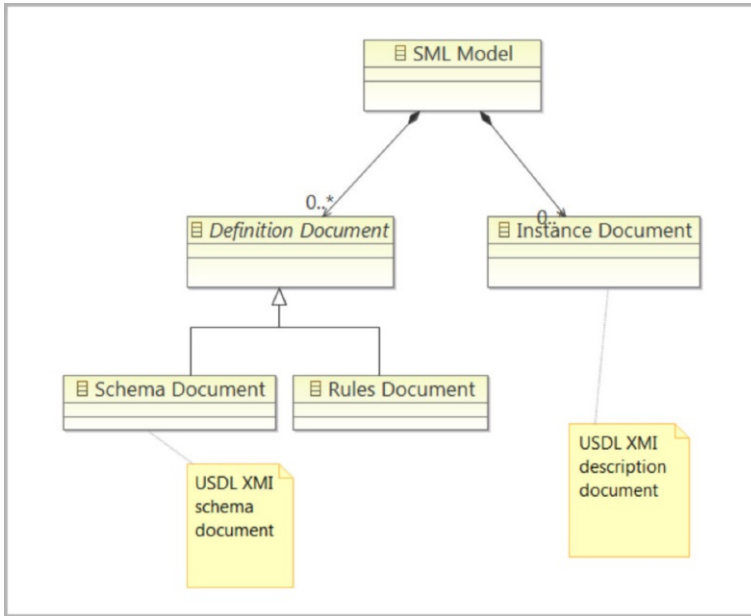 SML Model
0..*
0..
Definition Document
Instance Document
Schema Document
Rules Document
USDL XMI
schema
document
USDL XMI
description
document